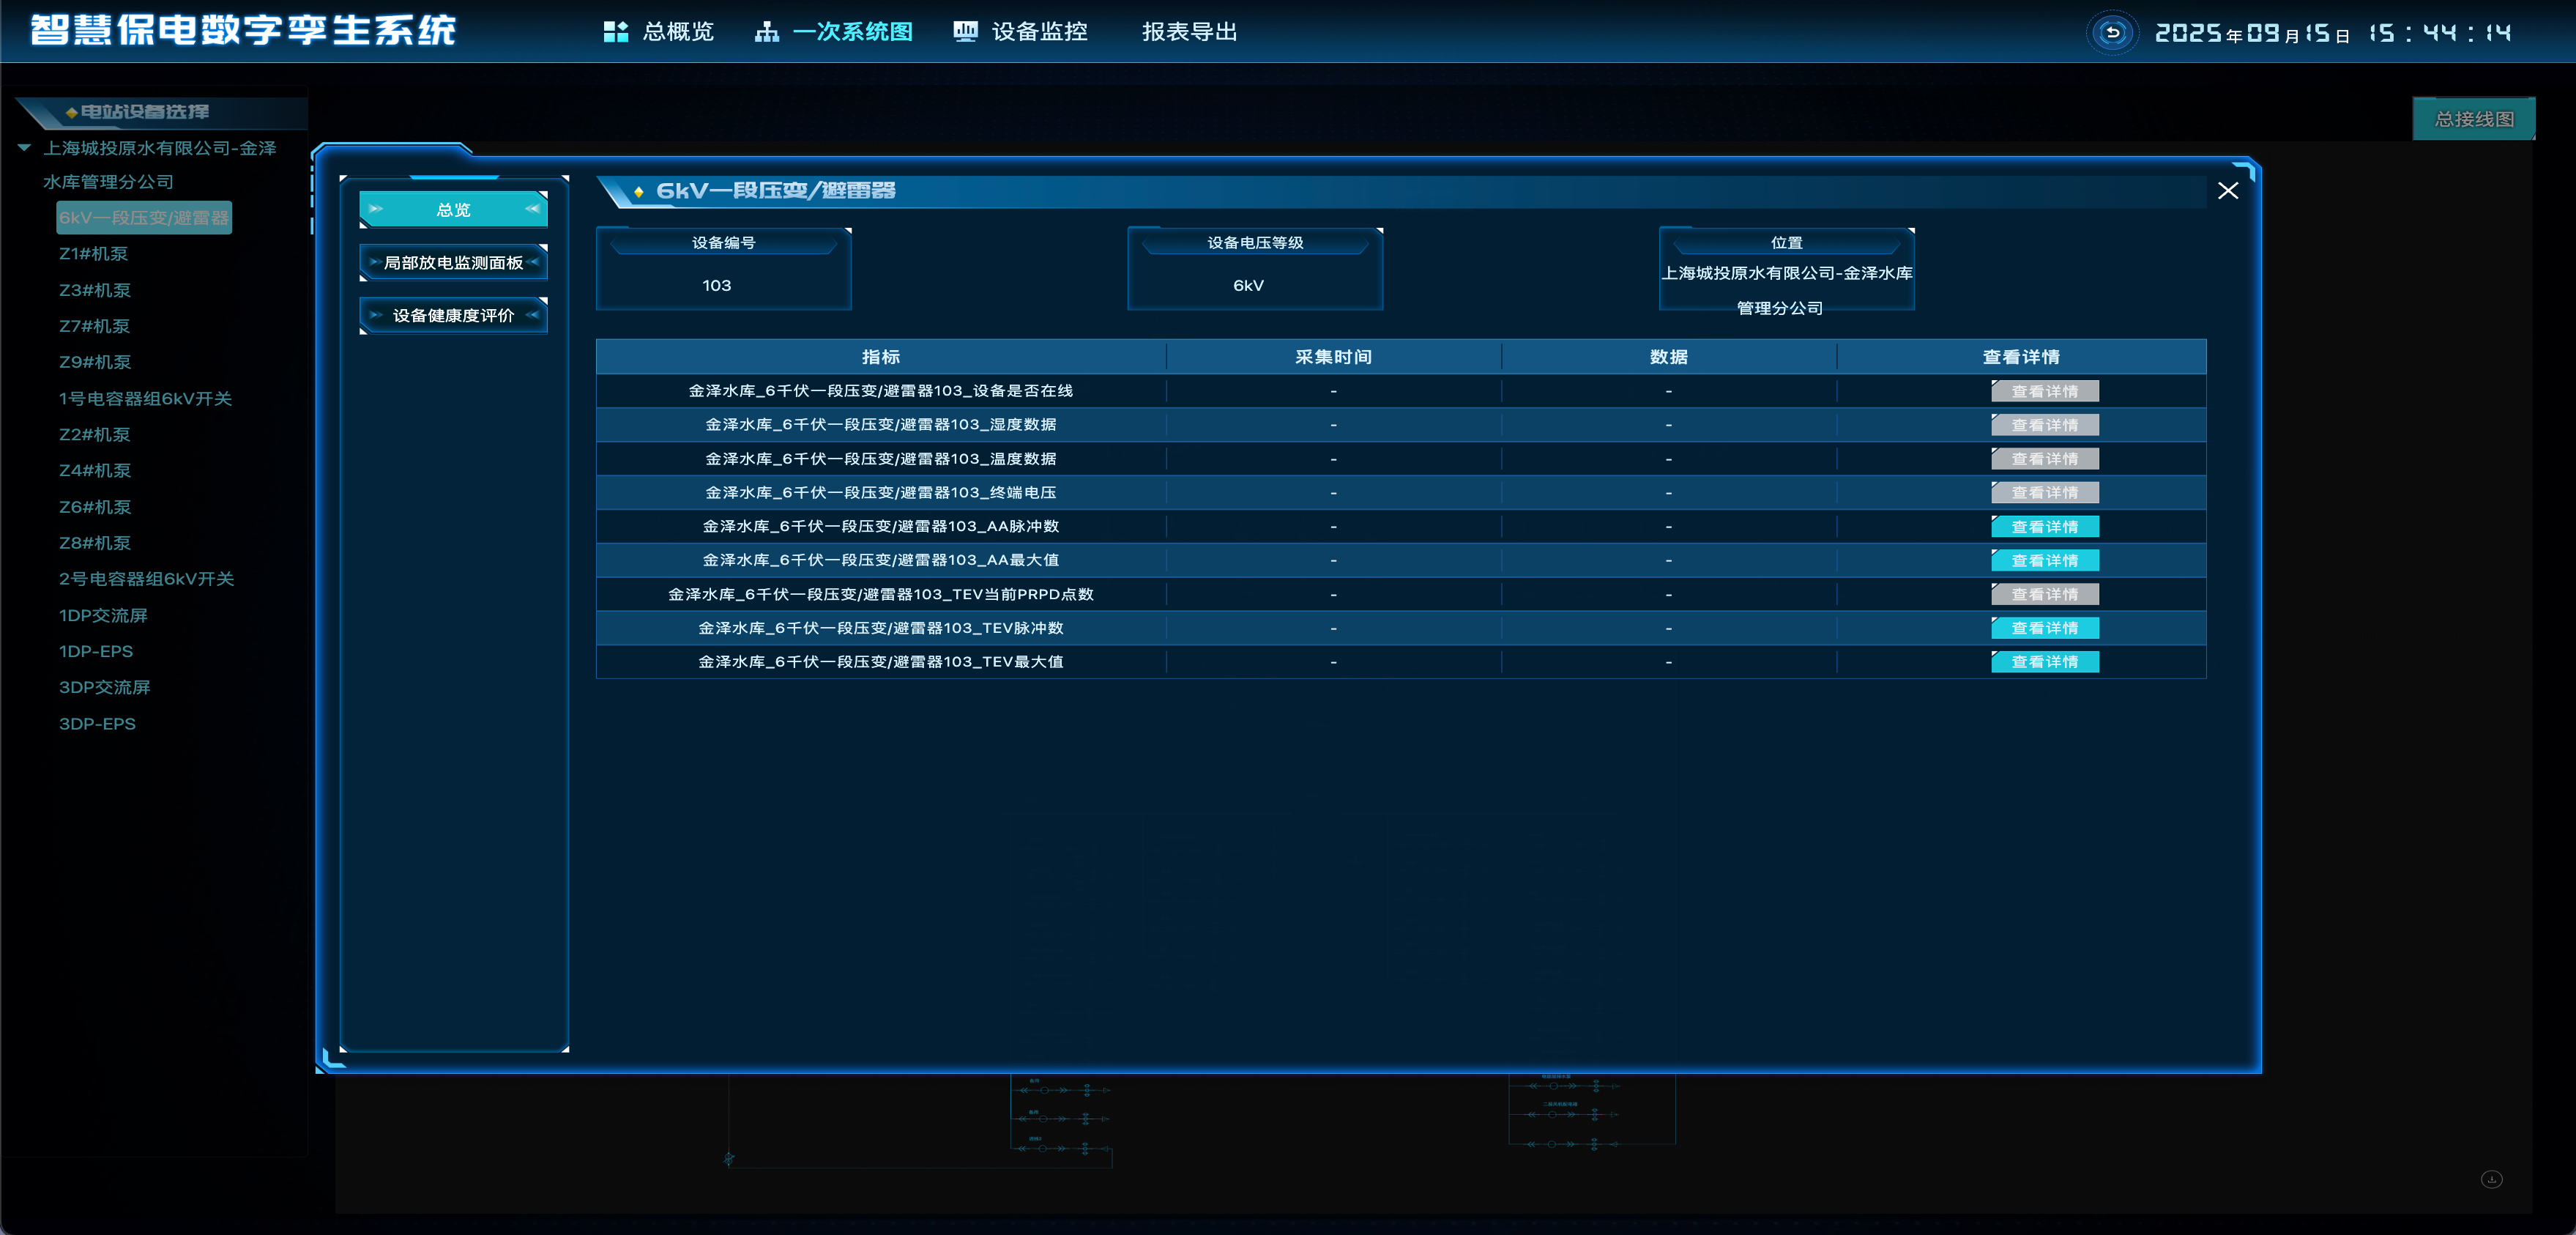 智慧保电数字孪生系统
总概览 一次系统图 设备监控 报表导出
2025年09月15日 15:44:14
电站设备选择
总接线图
上海城投原水有限公司-金泽
水库管理分公司
6kV一段压变/避雷器
Z1#机泵
Z3#机泵
Z7#机泵
Z9#机泵
1号电容器组6kV开关
Z2#机泵
Z4#机泵
Z6#机泵
Z8#机泵
2号电容器组6kV开关
1DP交流屏
1DP-EPS
3DP交流屏
3DP-EPS
总览
局部放电监测面板
设备健康度评价
6kV一段压变/避雷器
设备编号
103
设备电压等级
6kV
位置
上海城投原水有限公司-金泽水库
管理分公司
指标 采集时间 数据 查看详情
金泽水库_6千伏一段压变/避雷器103_设备是否在线 - - 查看详情
金泽水库_6千伏一段压变/避雷器103_湿度数据 - - 查看详情
金泽水库_6千伏一段压变/避雷器103_温度数据 - - 查看详情
金泽水库_6千伏一段压变/避雷器103_终端电压 - - 查看详情
金泽水库_6千伏一段压变/避雷器103_AA脉冲数 - - 查看详情
金泽水库_6千伏一段压变/避雷器103_AA最大值 - - 查看详情
金泽水库_6千伏一段压变/避雷器103_TEV当前PRPD点数 - - 查看详情
金泽水库_6千伏一段压变/避雷器103_TEV脉冲数 - - 查看详情
金泽水库_6千伏一段压变/避雷器103_TEV最大值 - - 查看详情